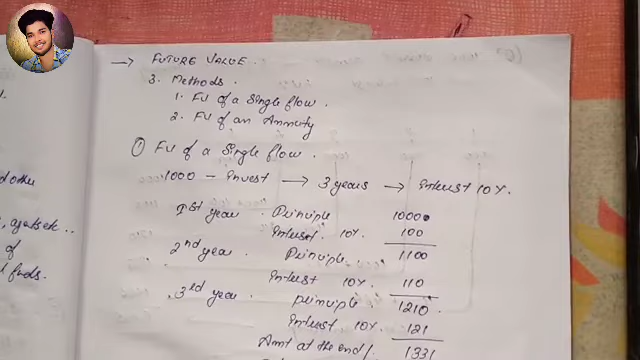 → FUTURE VALUE.
3. Methods.
1. FV of a Single flow.
2. FV of an Annuity
① FV of a Single flow.
1000 - Invest → 3 years → Interest 10%.
1st year Principle 1000
Interest. 10% 100
2nd year. Principle. 1100
Interest 10% 110
3rd year. principle. 1210
Interest 10% 121
Amt at the end/. 1331
of